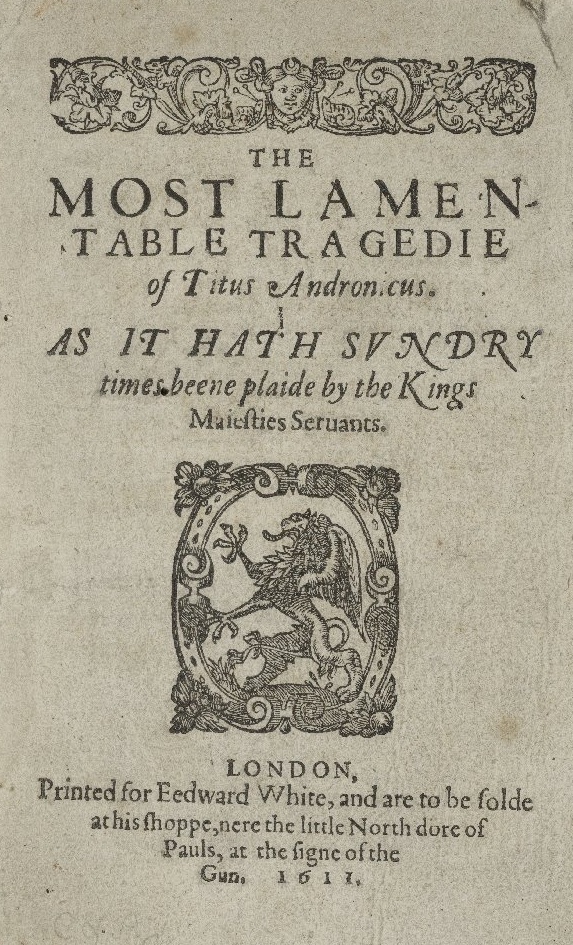 THE
MOST LAMEN-
TABLE TRAGEDIE
of Titus Andronicus.
AS IT HATH SVNDRY
times beene plaide by the Kings
Maieſties Seruants.
LONDON,
Printed for Eedward White, and are to be ſolde
at his ſhoppe, nere the little North dore of
Pauls, at the ſigne of the
Gun. 1611.